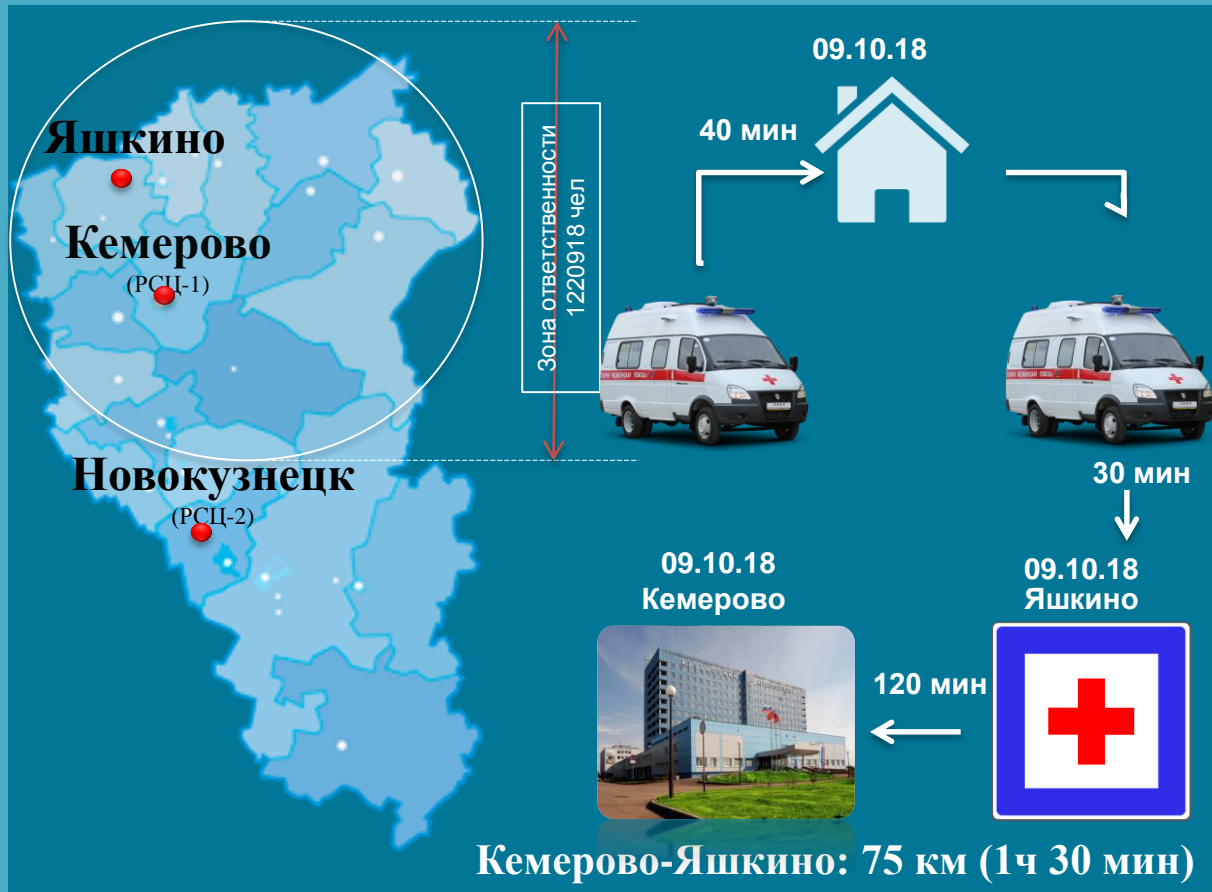 Яшкино
Кемерово
(РСЦ-1)
Новокузнецк
(РСЦ-2)
Зона ответственности
1220918 чел
09.10.18
40 мин
30 мин
09.10.18
Яшкино
120 мин
09.10.18
Кемерово
Кемерово-Яшкино: 75 км (1ч 30 мин)